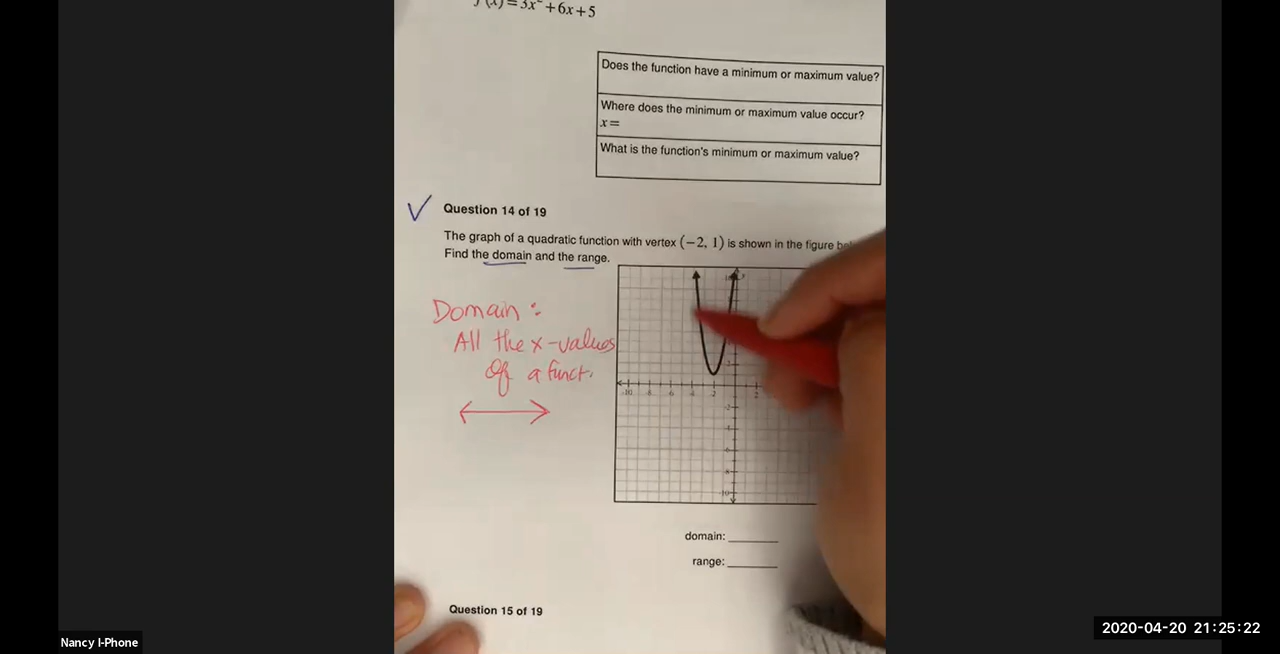 f(x)=3x²+6x+5
Does the function have a minimum or maximum value?
Where does the minimum or maximum value occur?
x=
What is the function's minimum or maximum value?
Question 14 of 19
The graph of a quadratic function with vertex (−2, 1) is shown in the figure
Find the domain and the range.
Domain:
All the x-values
of a funct.
domain:
range:
Question 15 of 19
Nancy I-Phone
2020-04-20 21:25:22